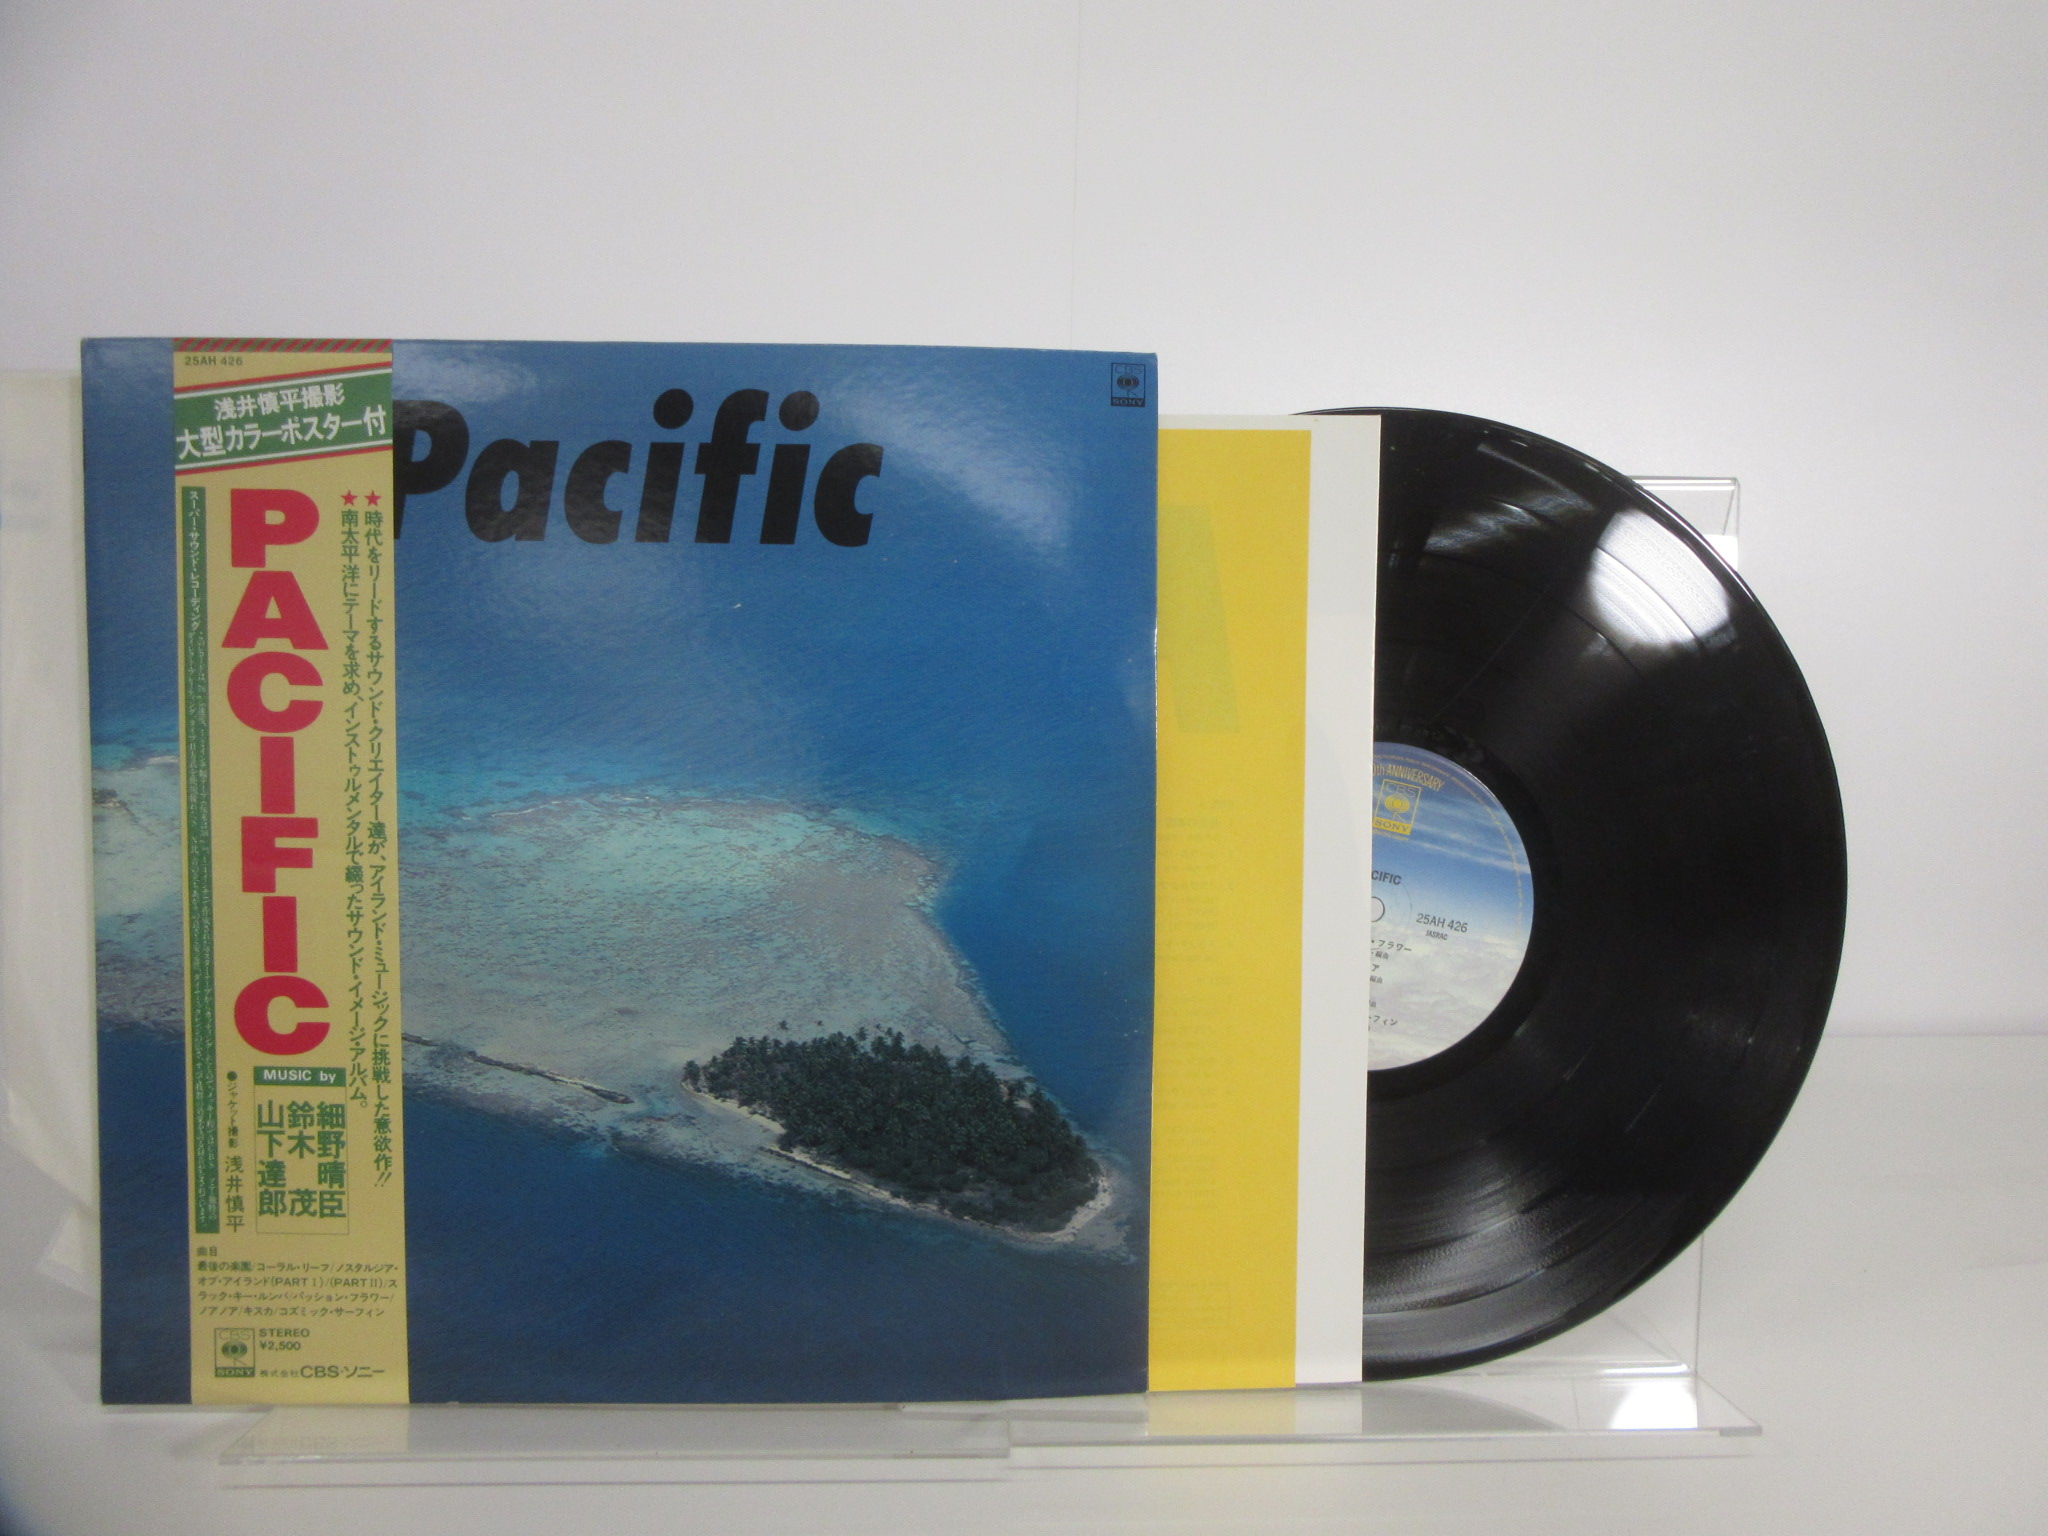 25AH 426
浅井慎平撮影
大型カラーポスター付
Pacific
CBS
SONY
★時代をリードするサウンド・クリエイター達が、アイランド・ミュージックに挑戦した意欲作!!
★南太平洋にテーマを求め、インストゥルメンタルで綴ったサウンド・イメージ・アルバム。
PACIFIC
スーパー・サウンド・レコーディング
MUSIC by
細野晴臣
鈴木 茂
山下達郎
●ジャケット撮影 浅井慎平
曲目
最後の楽園/コーラル・リーフ/ノスタルジア・
オブ・アイランド(PART I)/(PART II)/ス
ラック・キー・ルンバ/パッション・フラワー/
ノアノア/キスカ/コズミック・サーフィン
CBS
SONY
STEREO
¥2,500
株式会社CBS・ソニー
0th ANNIVERSARY
CBS
SONY
CIFIC
25AH 426
JASRAC
・フラワー
・編曲
ア
編曲
曲
・フィン